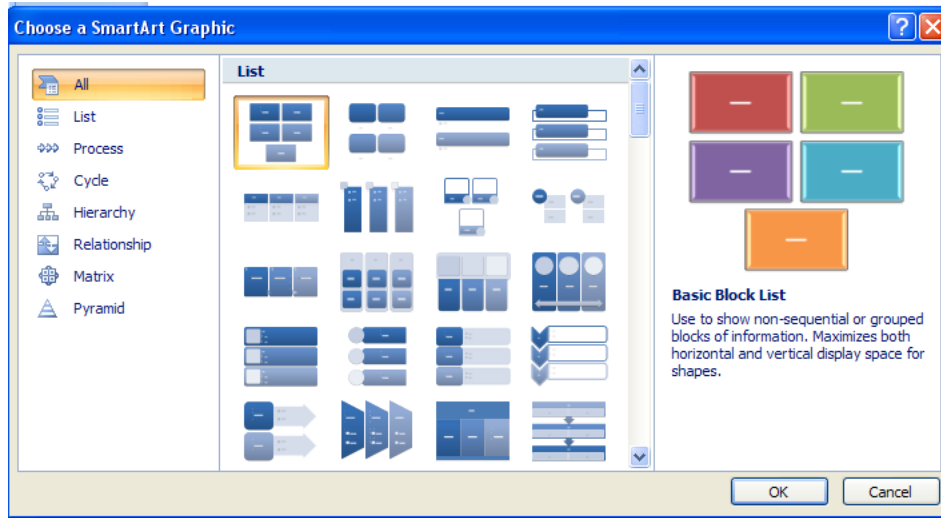 Choose a SmartArt Graphic
All
List
Process
Cycle
Hierarchy
Relationship
Matrix
Pyramid
List
Basic Block List
Use to show non-sequential or grouped
blocks of information. Maximizes both
horizontal and vertical display space for
shapes.
OK
Cancel